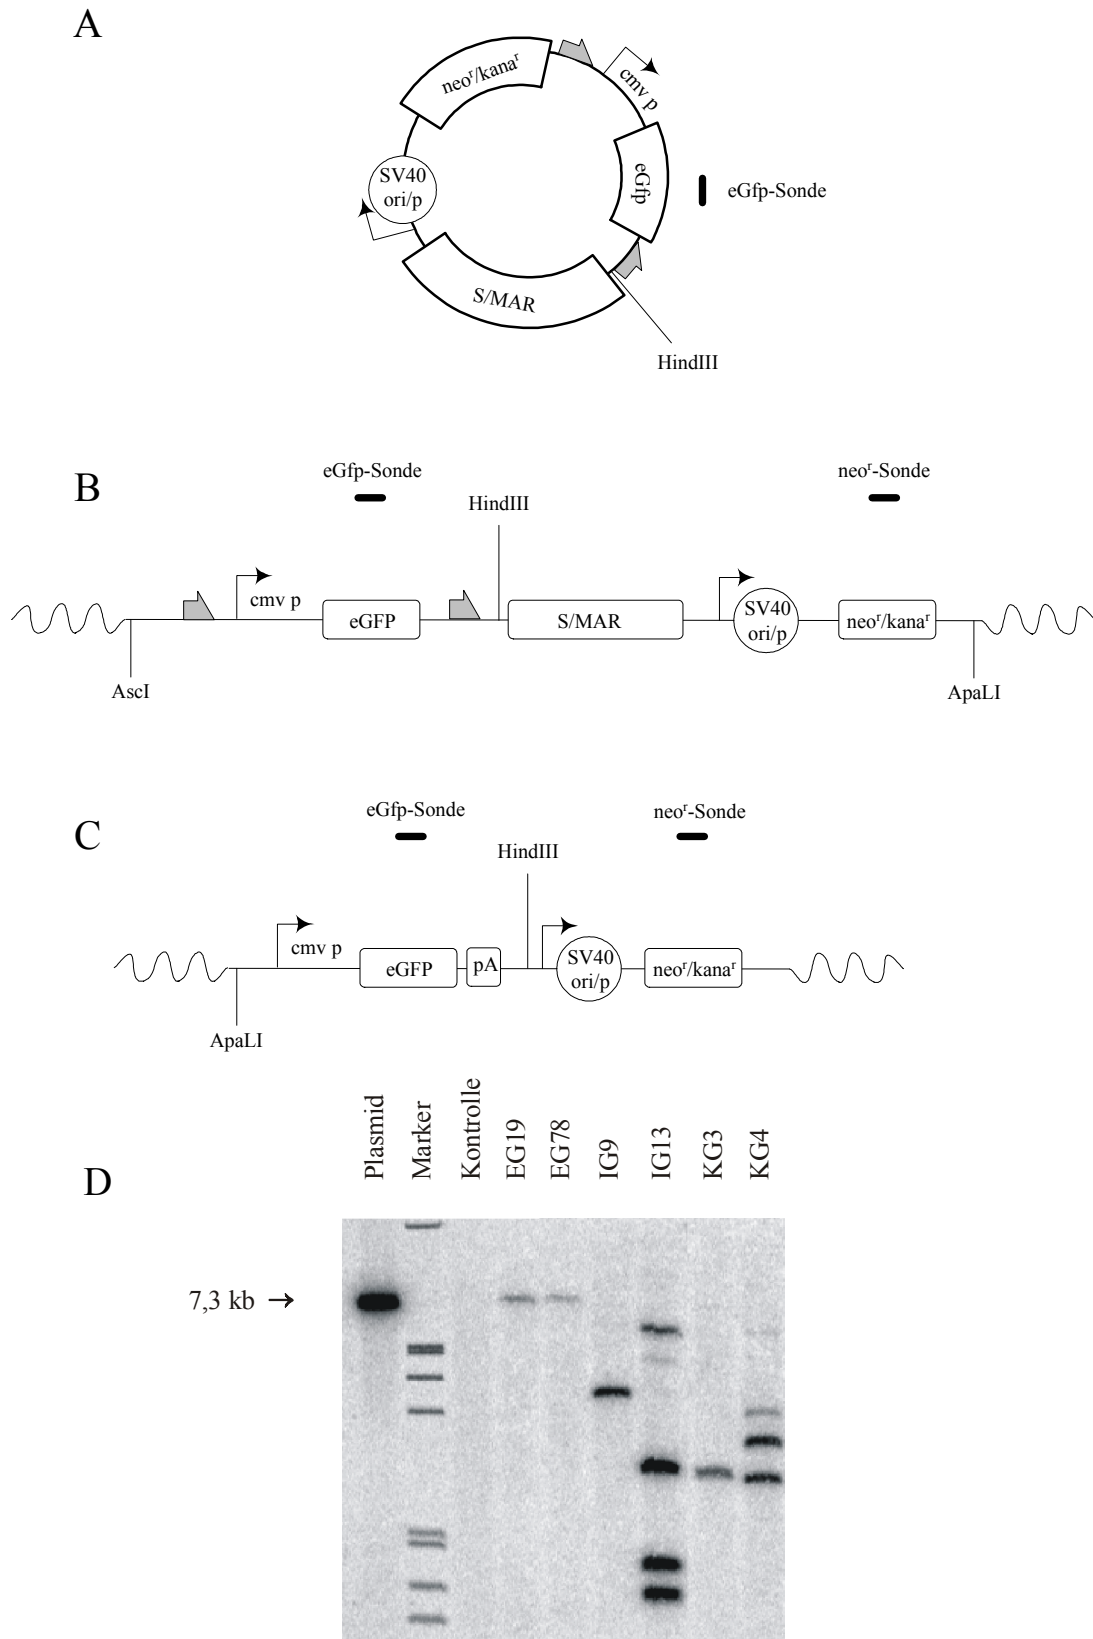 A
neoʳ/kanaʳ
cmv p
SV40
ori/p
eGfp
eGfp-Sonde
S/MAR
HindIII
B
eGfp-Sonde
neoʳ-Sonde
HindIII
cmv p
eGFP
S/MAR
SV40
ori/p
neoʳ/kanaʳ
AscI
ApaLI
C
eGfp-Sonde
neoʳ-Sonde
HindIII
cmv p
eGFP
pA
SV40
ori/p
neoʳ/kanaʳ
ApaLI
D
Plasmid
Marker
Kontrolle
EG19
EG78
IG9
IG13
KG3
KG4
7,3 kb →